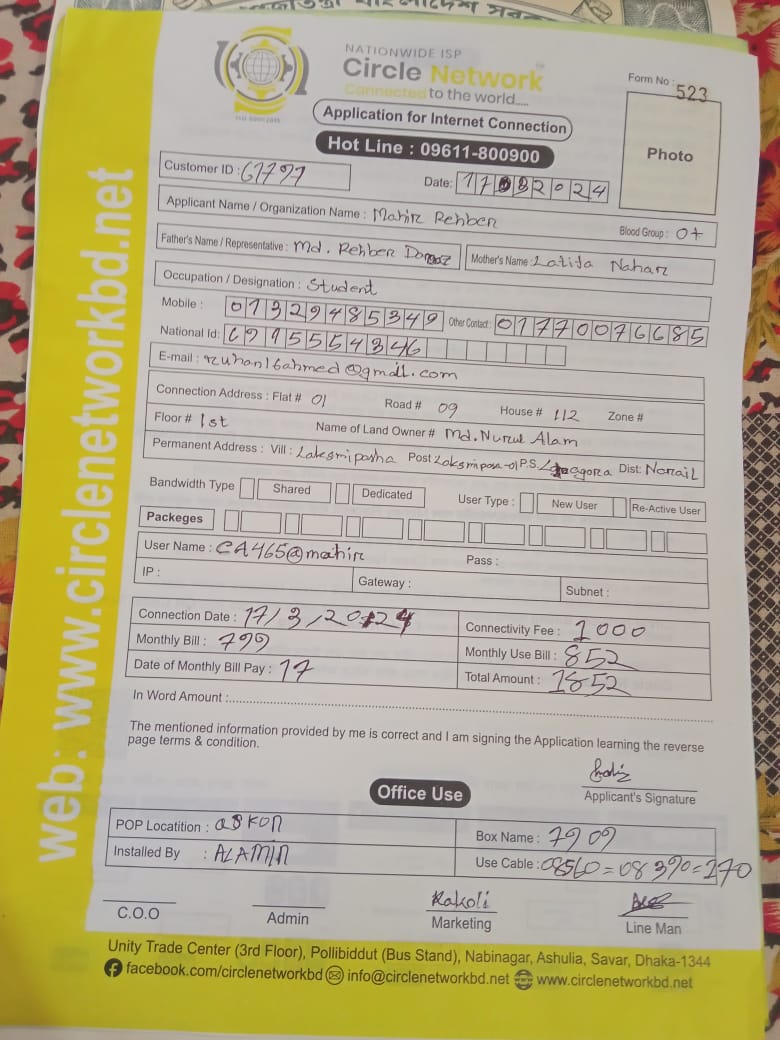 NATIONWIDE ISP
Circle Network
Connected to the world.....
Form No : 523
Application for Internet Connection
Hot Line : 09611-800900
Photo
Customer ID : 67797
Date: 17032024
Applicant Name / Organization Name : Mahir Rehber
Blood Group : O+
Father's Name / Representative : Md. Rehber
Mother's Name : Latifa Nahar
Occupation / Designation : Student
Mobile : 01329485349
Other Contact : 01770076685
National Id: 6915554346
E-mail : ruhan16ahmed@gmail.com
Connection Address : Flat # 01 Road # 09 House # 112 Zone #
Floor # 1st Name of Land Owner # Md. Nurul Alam
Permanent Address : Vill : Laksmipasha Post P.S. Dist: Narail
Bandwidth Type Shared Dedicated User Type : New User Re-Active User
Packeges
User Name : CA465@mahir Pass :
IP : Gateway : Subnet :
Connection Date : 17/3/2024 Connectivity Fee : 1000
Monthly Bill : 799 Monthly Use Bill : 852
Date of Monthly Bill Pay : 17 Total Amount : 1852
In Word Amount :
The mentioned information provided by me is correct and I am signing the Application learning the reverse
page terms & condition.
Applicant's Signature
Office Use
POP Locatition : askon Box Name : 7909
Installed By : ALAMIN Use Cable : 08560=08390=170
Kakoli
C.O.O Admin Marketing Line Man
Unity Trade Center (3rd Floor), Pollibiddut (Bus Stand), Nabinagar, Ashulia, Savar, Dhaka-1344
facebook.com/circlenetworkbd info@circlenetworkbd.net www.circlenetworkbd.net
web: www.circlenetworkbd.net